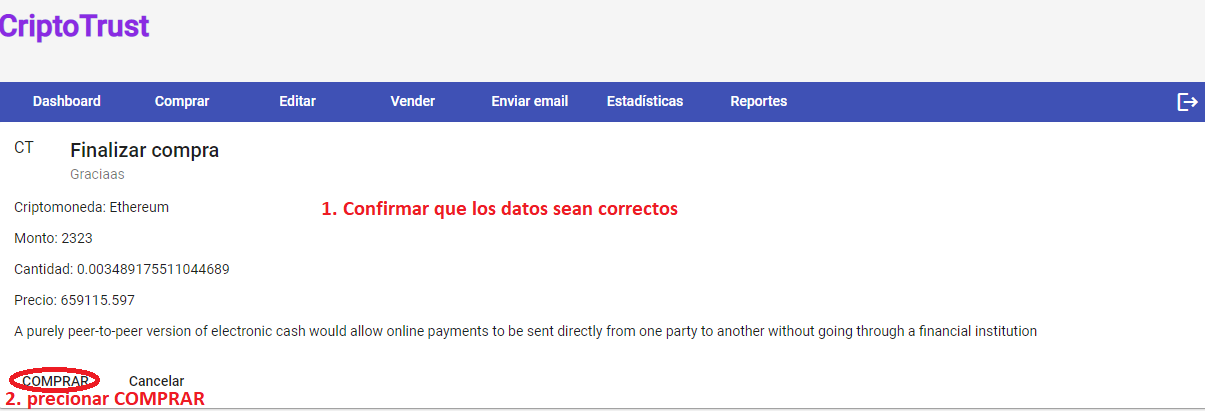 CriptoTrust
Dashboard Comprar Editar Vender Enviar email Estadísticas Reportes
CT Finalizar compra
Graciaas
Criptomoneda: Ethereum
1. Confirmar que los datos sean correctos
Monto: 2323
Cantidad: 0.003489175511044689
Precio: 659115.597
A purely peer-to-peer version of electronic cash would allow online payments to be sent directly from one party to another without going through a financial institution
COMPRAR Cancelar
2. precionar COMPRAR